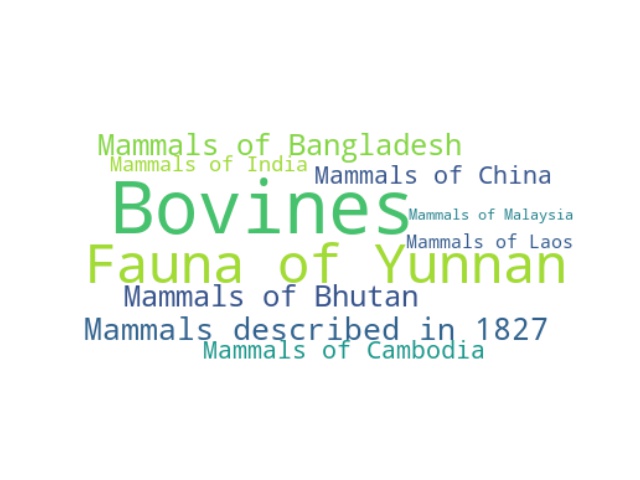 Mammals of Bangladesh
Mammals of India
Mammals of China
Bovines
Mammals of Malaysia
Mammals of Laos
Fauna of Yunnan
Mammals of Bhutan
Mammals described in 1827
Mammals of Cambodia